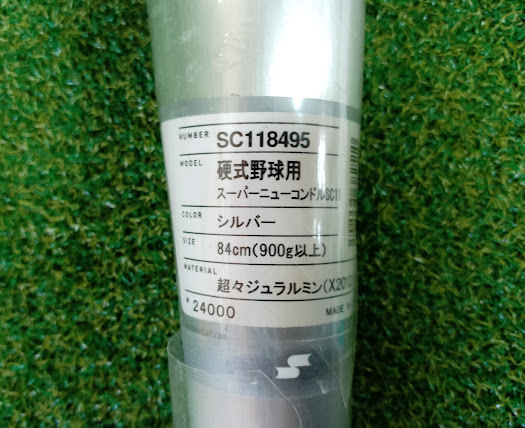 NUMBER SC118495
MODEL 硬式野球用
スーパーニューコンドルSC11
COLOR シルバー
SIZE 84cm(900g以上)
MATERIAL 超々ジュラルミン(X201
¥24000 MADE